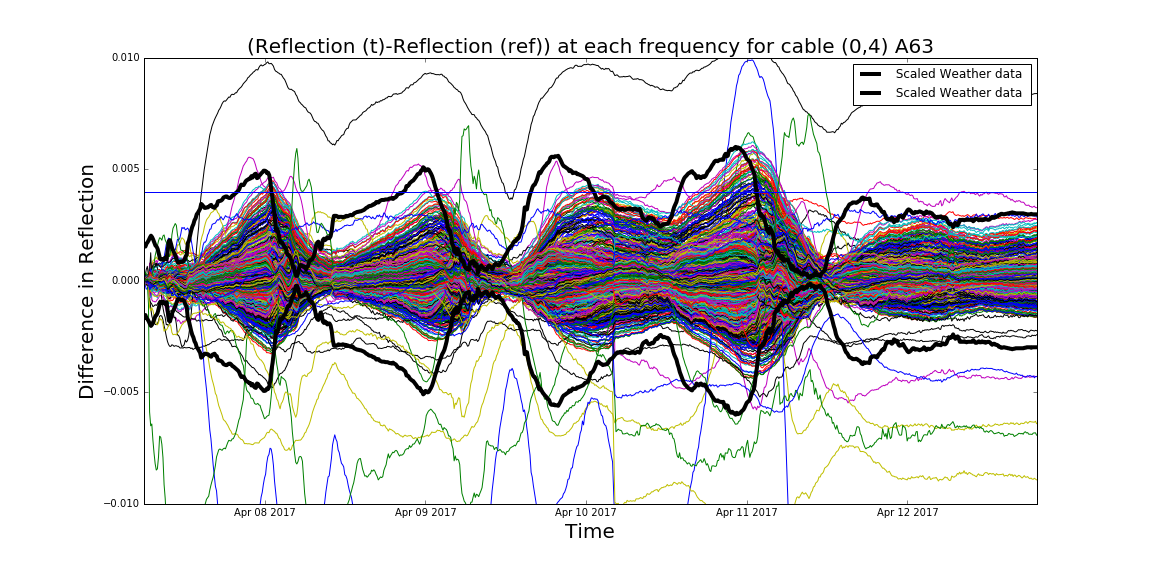 (Reflection (t)-Reflection (ref)) at each frequency for cable (0,4) A63
0.010
Scaled Weather data
Scaled Weather data
0.005
0.000
−0.005
−0.010
Difference in Reflection
Apr 08 2017 Apr 09 2017 Apr 10 2017 Apr 11 2017 Apr 12 2017
Time